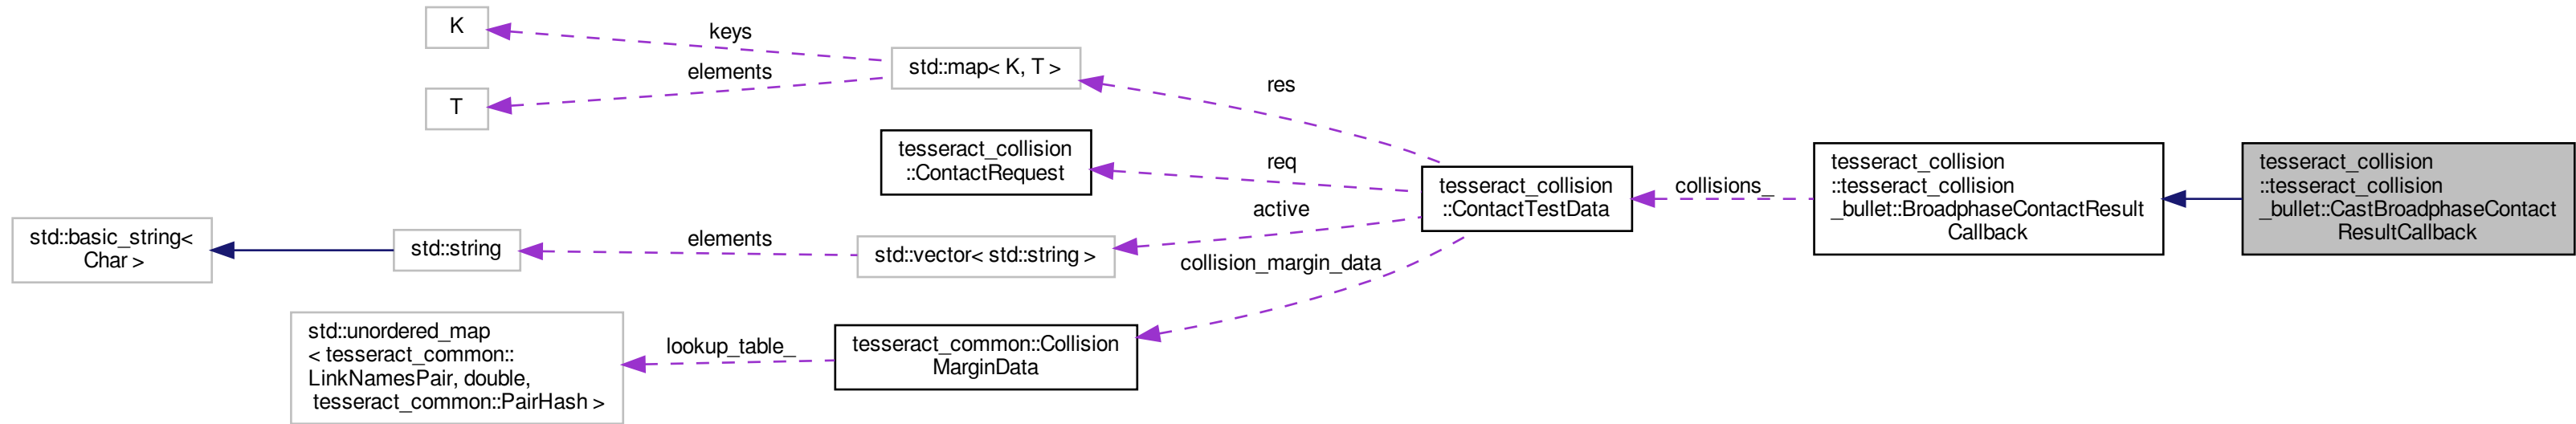 K
keys
std::map< K, T >
elements
T
res
tesseract_collision
::ContactRequest
req
tesseract_collision
::ContactTestData
collisions_
tesseract_collision
::tesseract_collision
_bullet::BroadphaseContactResult
Callback
tesseract_collision
::tesseract_collision
_bullet::CastBroadphaseContact
ResultCallback
active
std::basic_string<
Char >
std::string
elements
std::vector< std::string >
collision_margin_data
std::unordered_map
< tesseract_common::
LinkNamesPair, double,
tesseract_common::PairHash >
lookup_table_
tesseract_common::Collision
MarginData